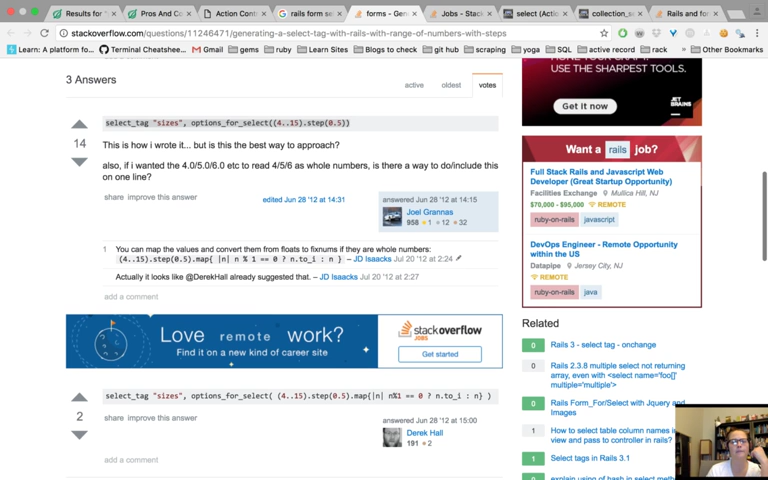 Results for "
Pros And Co
Action Cont
rails form se
forms - Gen
Jobs - Stack
select (Actio
collection_s
Rails and for
stackoverflow.com/questions/11246471/generating-a-select-tag-with-rails-with-range-of-numbers-with-steps
Learn: A platform fo...
Terminal Cheatshee...
Gmail
gems
ruby
Learn Sites
Blogs to check
git hub
scraping
yoga
SQL
active record
rack
Other Bookmarks
3 Answers
active
oldest
votes
select_tag "sizes", options_for_select((4..15).step(0.5))
14
This is how i wrote it... but is this the best way to approach?
also, if i wanted the 4.0/5.0/6.0 etc to read 4/5/6 as whole numbers, is there a way to do/include this
on one line?
share improve this answer
edited Jun 28 '12 at 14:31
answered Jun 28 '12 at 14:15
Joel Grannas
958 1 12 32
1 You can map the values and convert them from floats to fixnums if they are whole numbers:
(4..15).step(0.5).map{ |n| n % 1 == 0 ? n.to_i : n } – JD Isaacks Jul 20 '12 at 2:24
Actually it looks like @DerekHall already suggested that. – JD Isaacks Jul 20 '12 at 2:27
add a comment
Love remote work?
Find it on a new kind of career site
stackoverflow
JOBS
Get started
select_tag "sizes", options_for_select( (4..15).step(0.5).map{|n| n%1 == 0 ? n.to_i : n} )
2
share improve this answer
answered Jun 28 '12 at 15:00
Derek Hall
191 2
add a comment
USE THE SHARPEST TOOLS.
Get it now
JET
BRAINS
Want a rails job?
Full Stack Rails and Javascript Web
Developer (Great Startup Opportunity)
Facilities Exchange Mullica Hill, NJ
$70,000 - $95,000 REMOTE
ruby-on-rails javascript
DevOps Engineer - Remote Opportunity
within the US
Datapipe Jersey City, NJ
REMOTE
ruby-on-rails java
Related
0 Rails 3 - select tag - onchange
0 Rails 2.3.8 multiple select not returning
array, even with <select name='foo[]'
multiple='multiple'>
0 Rails Form_For/Select with Jquery and
Images
1 How to select table column names in
view and pass to controller in rails?
1 Select tags in Rails 3.1